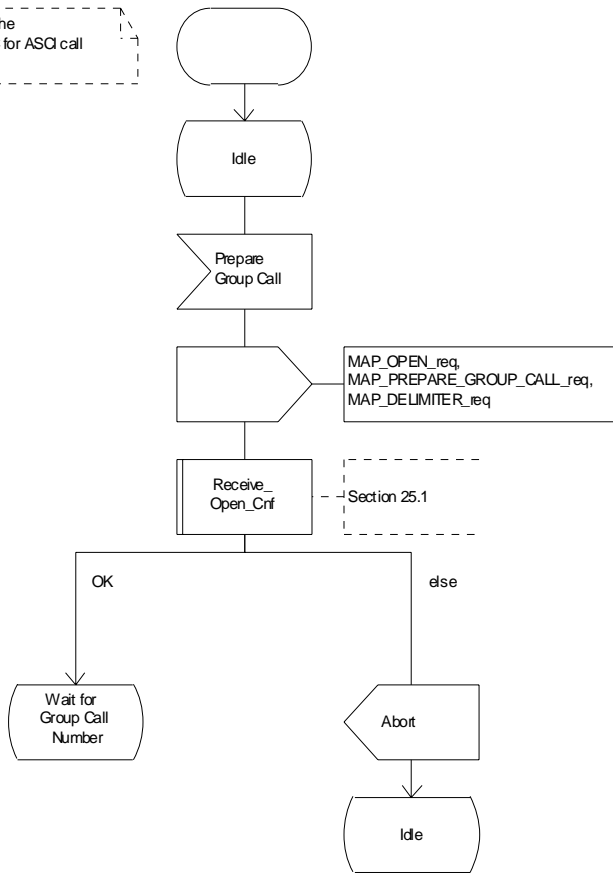 he
for ASCI call
Idle
Prepare
Group Call
MAP_OPEN_req,
MAP_PREPARE_GROUP_CALL_req,
MAP_DELIMITER_req
Receive_
Open_Cnf
Section 25.1
OK
else
Wait for
Group Call
Number
Abort
Idle